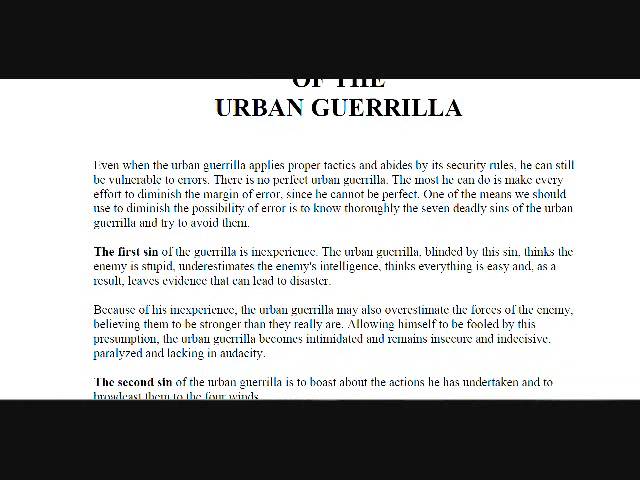 OF THE
URBAN GUERRILLA
Even when the urban guerrilla applies proper tactics and abides by its security rules, he can still
be vulnerable to errors. There is no perfect urban guerrilla. The most he can do is make every
effort to diminish the margin of error, since he cannot be perfect. One of the means we should
use to diminish the possibility of error is to know thoroughly the seven deadly sins of the urban
guerrilla and try to avoid them.
The first sin of the guerrilla is inexperience. The urban guerrilla, blinded by this sin, thinks the
enemy is stupid, underestimates the enemy's intelligence, thinks everything is easy and, as a
result, leaves evidence that can lead to disaster.
Because of his inexperience, the urban guerrilla may also overestimate the forces of the enemy,
believing them to be stronger than they really are. Allowing himself to be fooled by this
presumption, the urban guerrilla becomes intimidated and remains insecure and indecisive,
paralyzed and lacking in audacity.
The second sin of the urban guerrilla is to boast about the actions he has undertaken and to
broadcast them to the four winds.